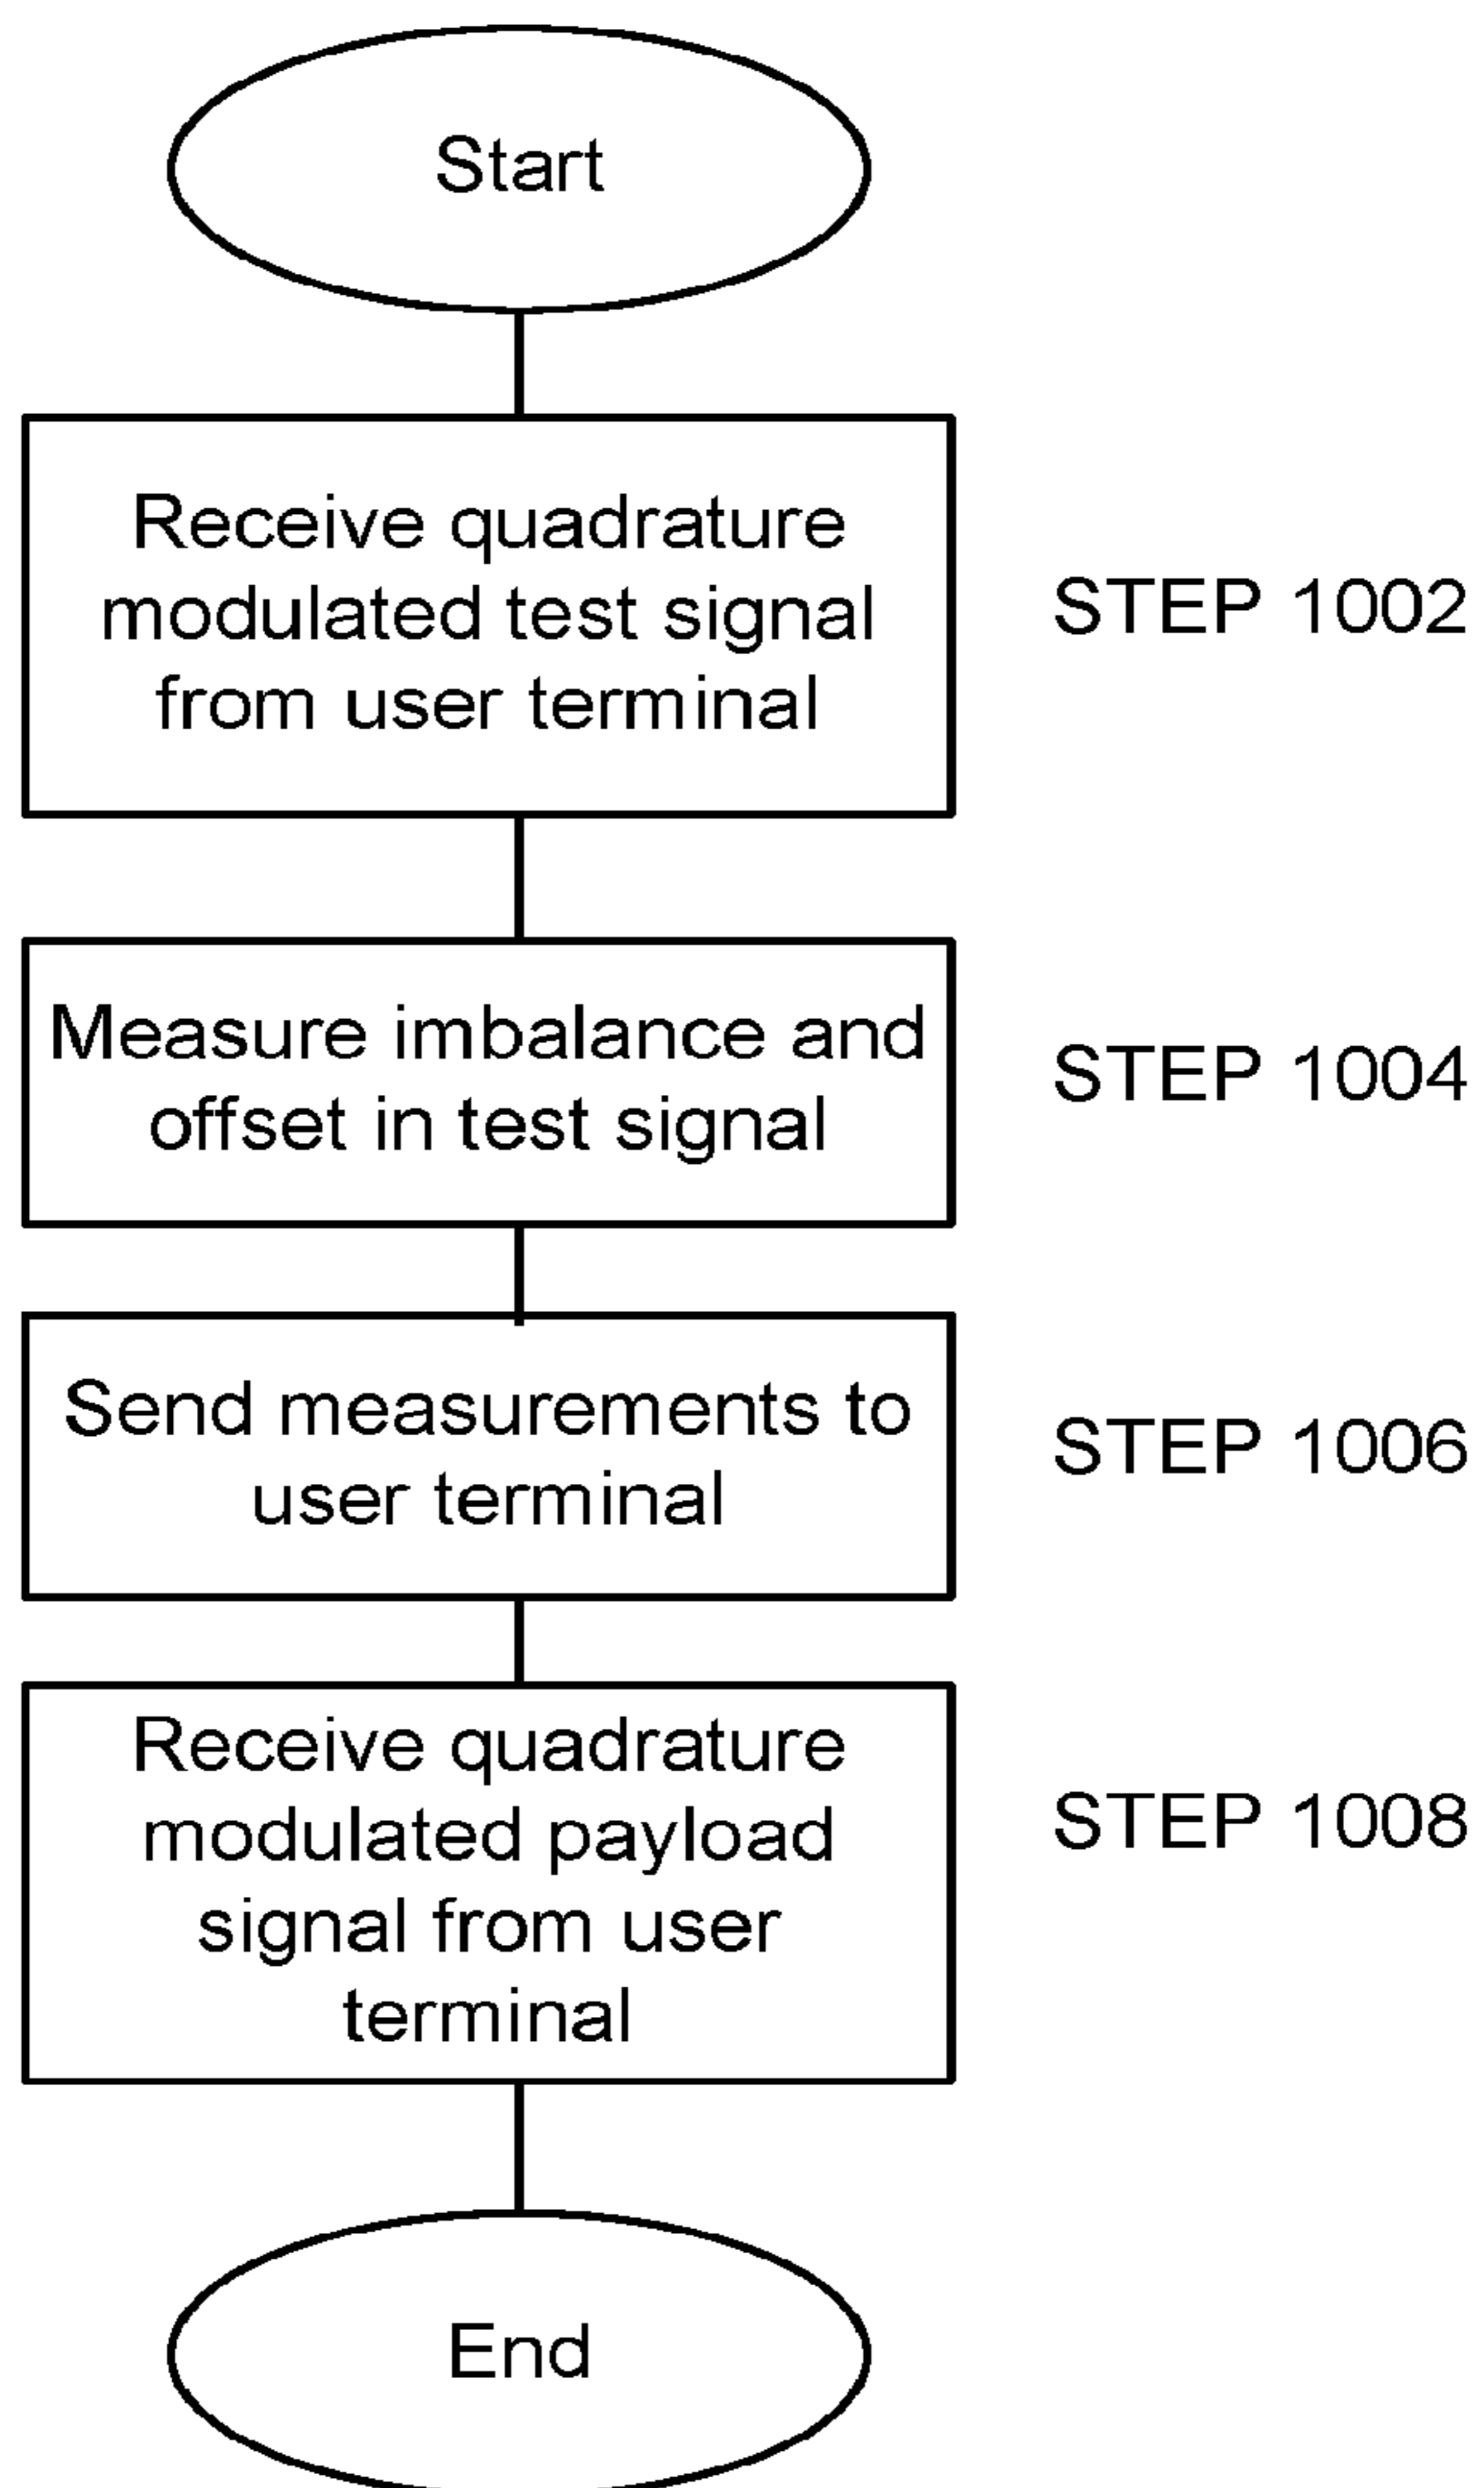 Start
Receive quadrature
modulated test signal
from user terminal
STEP 1002
Measure imbalance and
offset in test signal
STEP 1004
Send measurements to
user terminal
STEP 1006
Receive quadrature
modulated payload
signal from user
terminal
STEP 1008
End